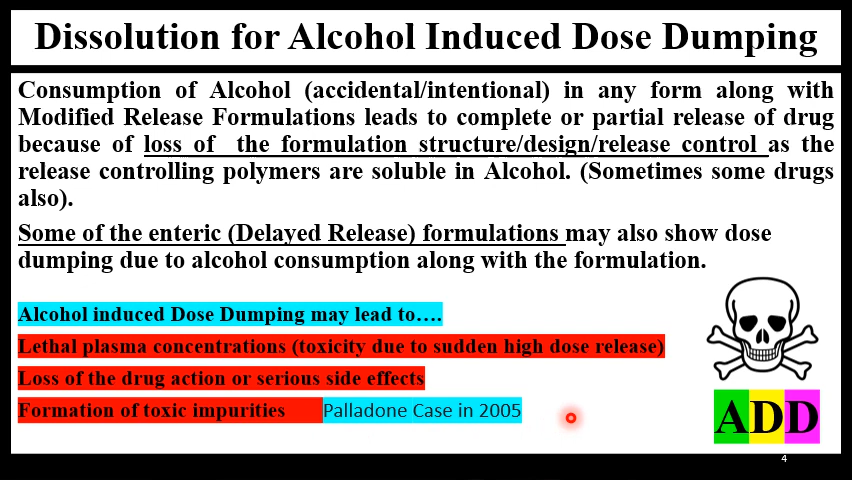 Dissolution for Alcohol Induced Dose Dumping
Consumption of Alcohol (accidental/intentional) in any form along with
Modified Release Formulations leads to complete or partial release of drug
because of loss of the formulation structure/design/release control as the
release controlling polymers are soluble in Alcohol. (Sometimes some drugs
also).
Some of the enteric (Delayed Release) formulations may also show dose
dumping due to alcohol consumption along with the formulation.
Alcohol induced Dose Dumping may lead to….
Lethal plasma concentrations (toxicity due to sudden high dose release)
Loss of the drug action or serious side effects
Formation of toxic impurities Palladone Case in 2005
ADD
4